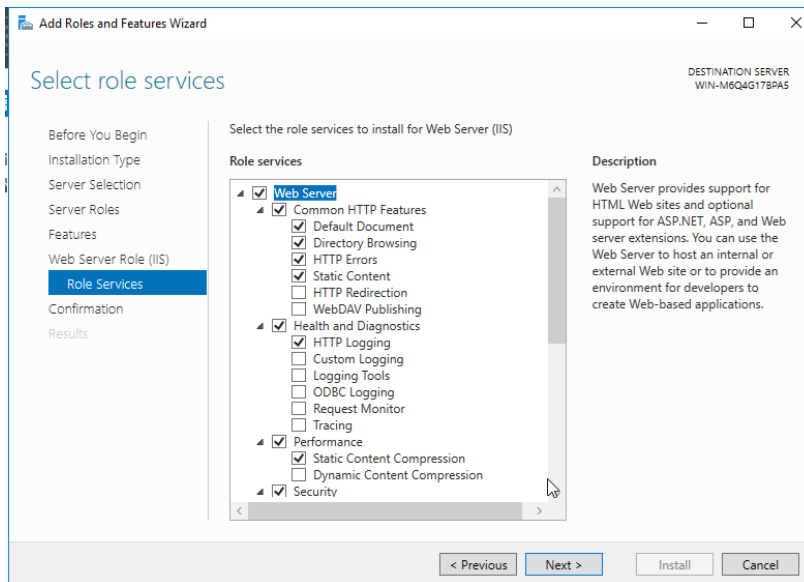 Add Roles and Features Wizard
Select role services
DESTINATION SERVER
WIN-M6Q4G17BPA5
Before You Begin
Installation Type
Server Selection
Server Roles
Features
Web Server Role (IIS)
Role Services
Confirmation
Results
Select the role services to install for Web Server (IIS)
Role services
Web Server
Common HTTP Features
Default Document
Directory Browsing
HTTP Errors
Static Content
HTTP Redirection
WebDAV Publishing
Health and Diagnostics
HTTP Logging
Custom Logging
Logging Tools
ODBC Logging
Request Monitor
Tracing
Performance
Static Content Compression
Dynamic Content Compression
Security
Description
Web Server provides support for
HTML Web sites and optional
support for ASP.NET, ASP, and Web
server extensions. You can use the
Web Server to host an internal or
external Web site or to provide an
environment for developers to
create Web-based applications.
< Previous
Next >
Install
Cancel